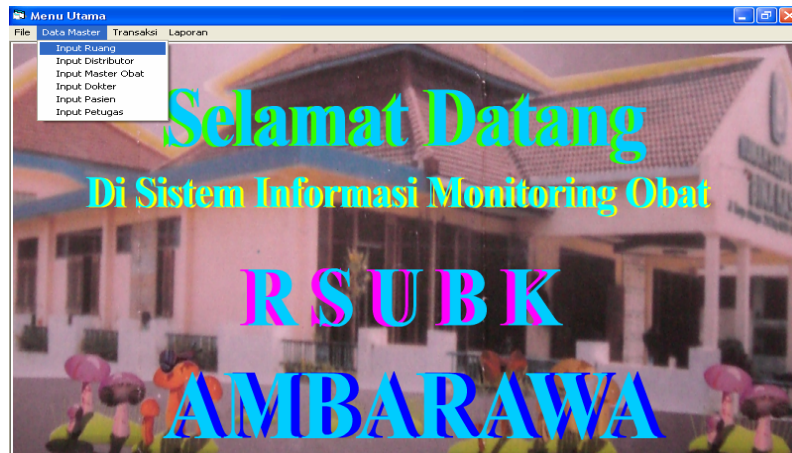 Menu Utama
File Data Master Transaksi Laporan
Input Ruang
Input Distributor
Input Master Obat
Input Dokter
Input Pasien
Input Petugas
Selamat Datang
Di Sistem Informasi Monitoring Obat
R S U B K
AMBARAWA